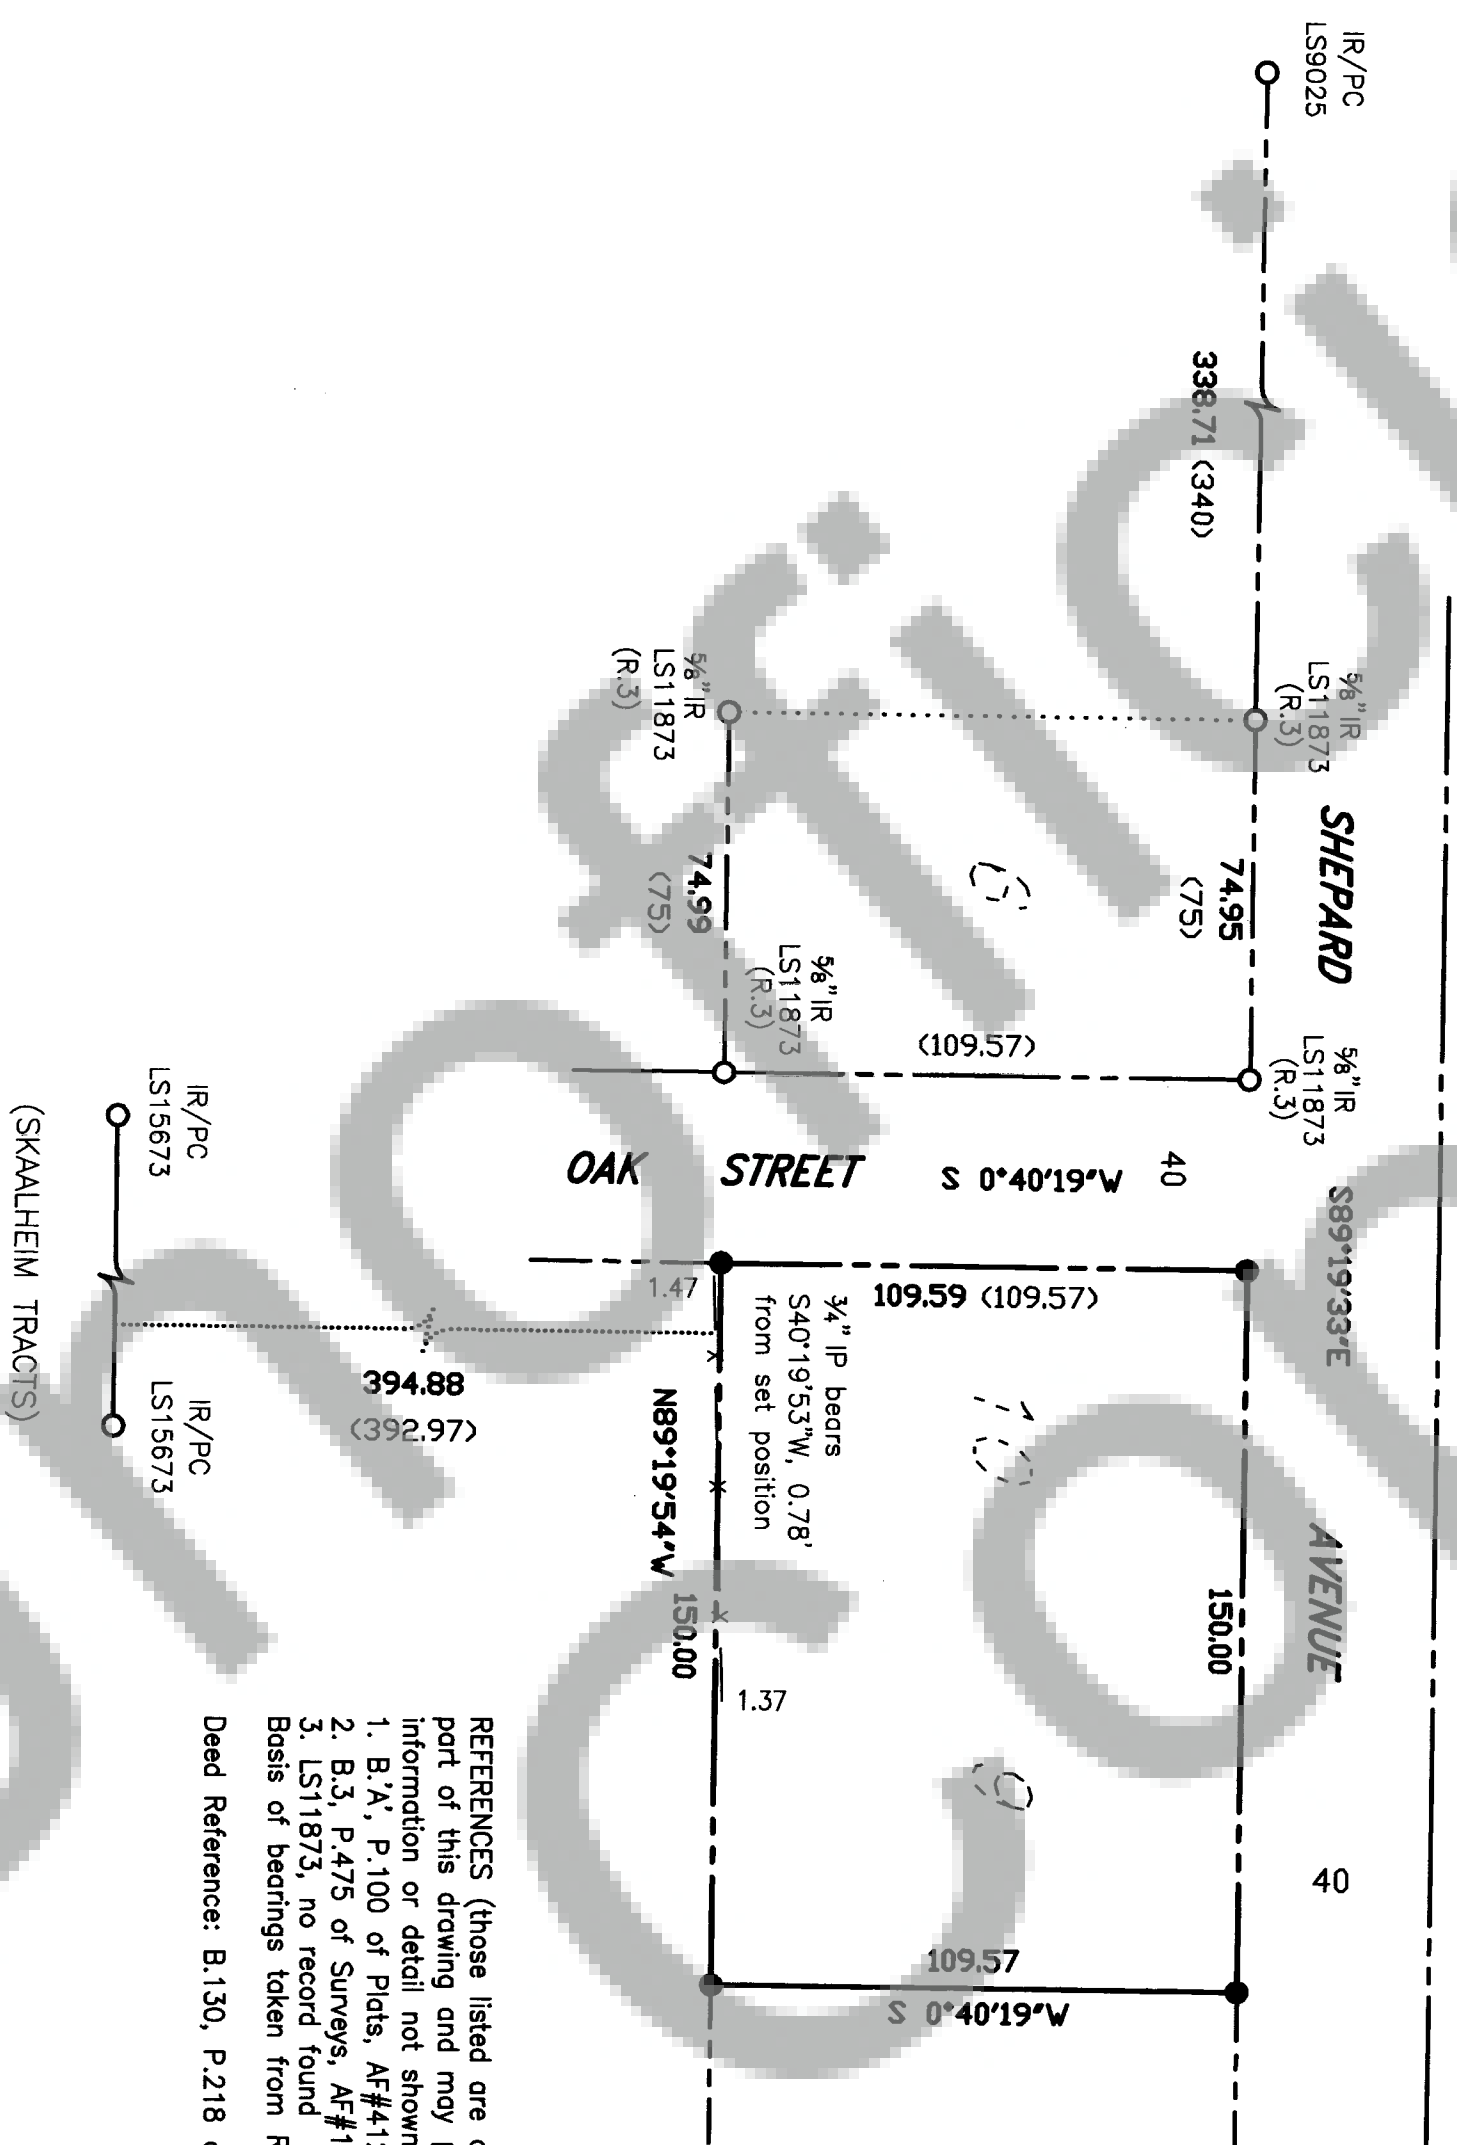 IR/PC
LS9025
338.71 (340)
5/8" IR
LS11873
(R.3)
SHEPARD
74.95
(75)
5/8" IR
LS11873
(R.3)
S89°19'33"E
AVENUE
40
150.00
5/8" IR
LS11873
(R.3)
74.99
(75)
5/8" IR
LS11873
(R.3)
(109.57)
OAK STREET S 0°40'19"W 40
109.59 (109.57)
1.47
3/4" IP bears
S40°19'53"W, 0.78'
from set position
N89°19'54"W 150.00
1.37
109.57
S 0°40'19"W
394.88
(392.97)
IR/PC
LS15673
IR/PC
LS15673
(SKAALHEIM TRACTS)
REFERENCES (those listed are
part of this drawing and may
information or detail not shown
1. B.'A', P.100 of Plats, AF#41
2. B.3, P.475 of Surveys, AF#1
3. LS11873, no record found
Basis of bearings taken from
Deed Reference: B.130, P.218